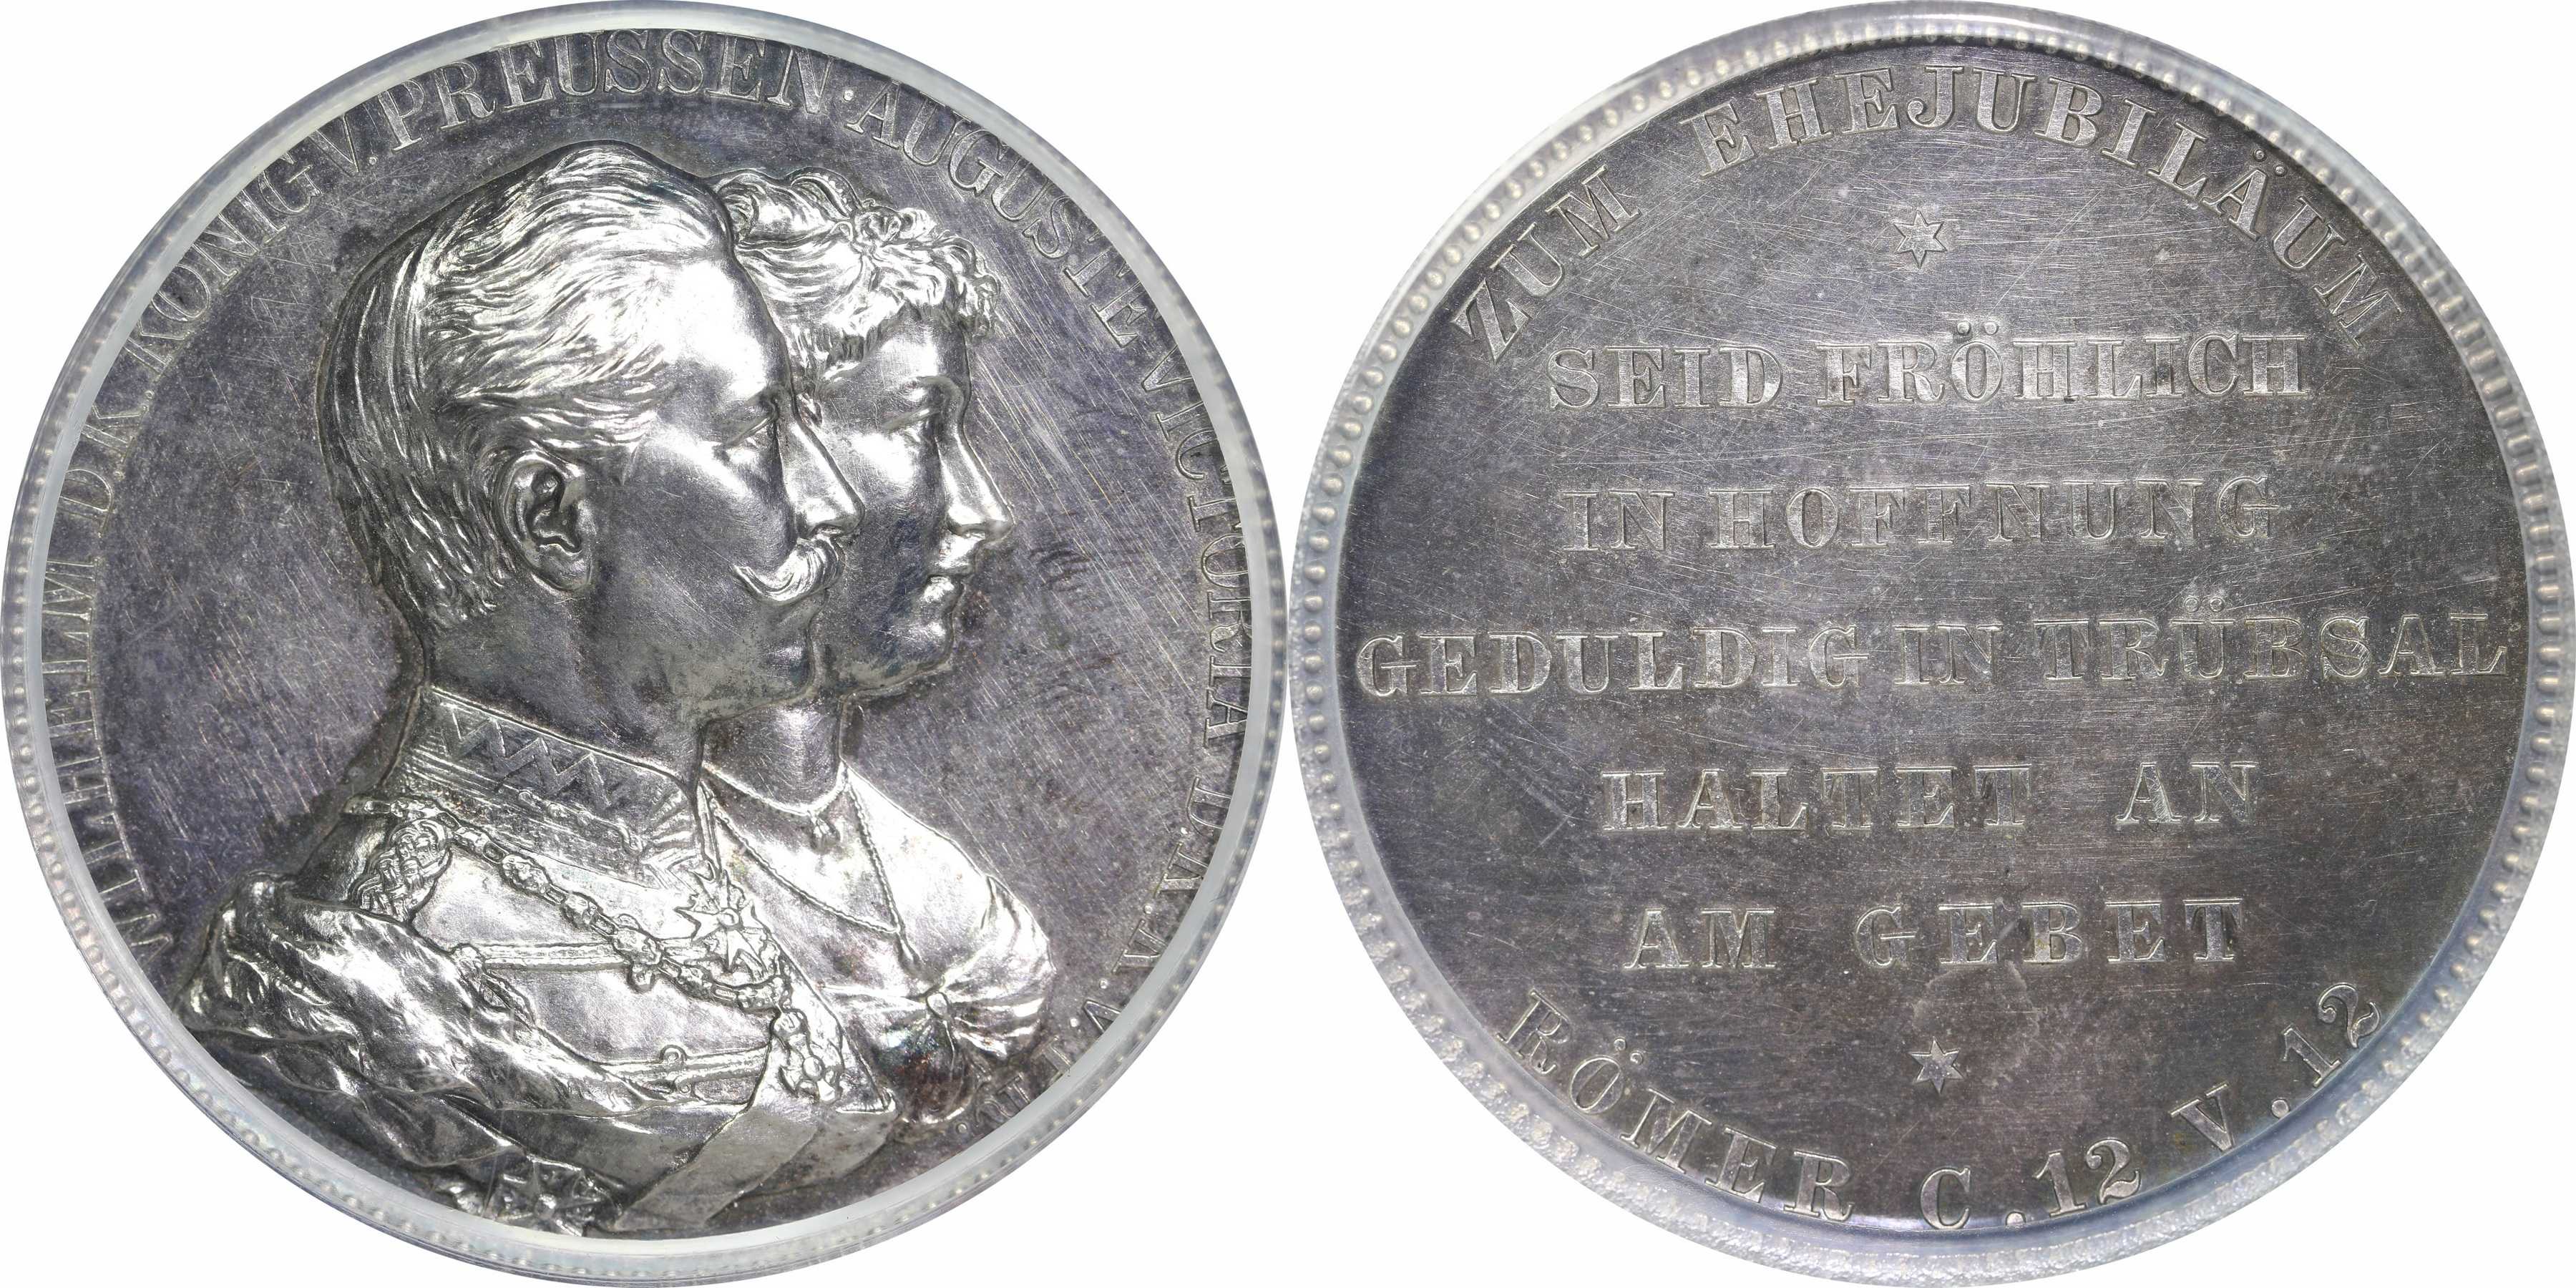 WILHELM D.K.KÖNIG V. PREUSSEN · AUGUSTE VICTORIA D.K.K.
ZUM EHEJUBILÄUM
SEID FRÖHLICH
IN HOFFNUNG
GEDULDIG IN TRÜBSAL
HALTET AN
AM GEBET
RÖMER C. 12 V. 12